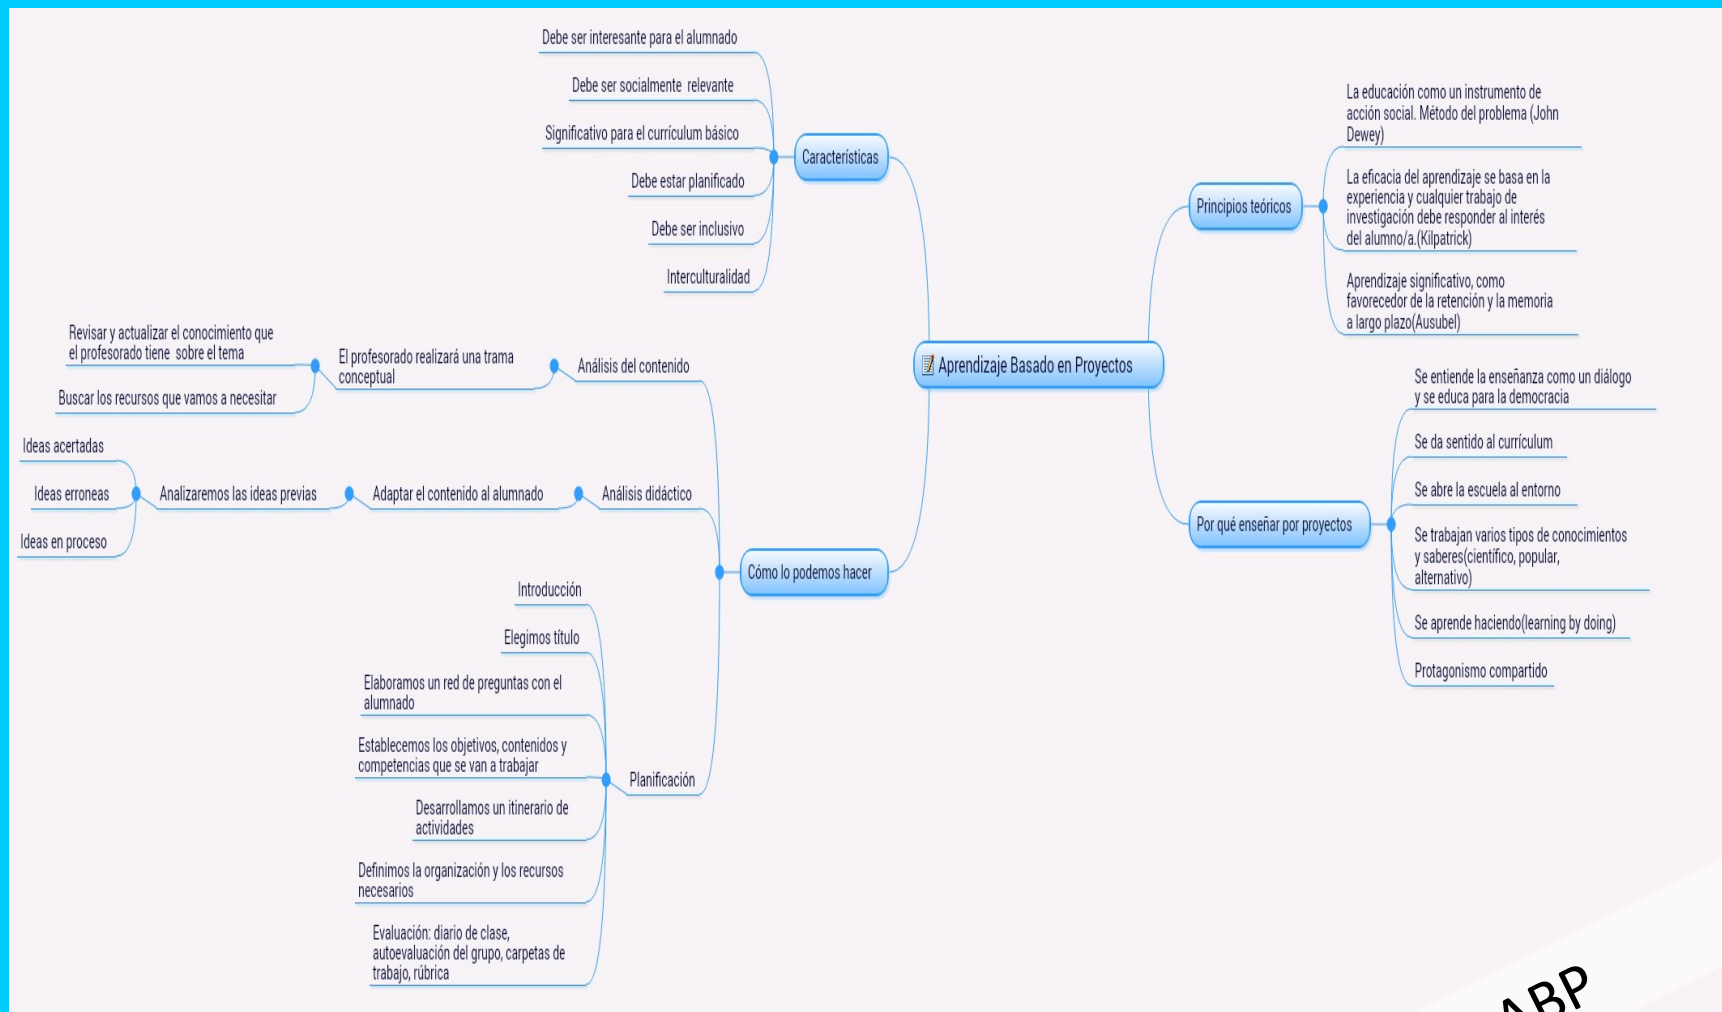 Debe ser interesante para el alumnado
Debe ser socialmente relevante
Significativo para el currículum básico
Debe estar planificado
Debe ser inclusivo
Interculturalidad
Características
Revisar y actualizar el conocimiento que
el profesorado tiene sobre el tema
Buscar los recursos que vamos a necesitar
El profesorado realizará una trama
conceptual
Análisis del contenido
Ideas acertadas
Ideas erroneas
Ideas en proceso
Analizaremos las ideas previas
Adaptar el contenido al alumnado
Análisis didáctico
Cómo lo podemos hacer
Introducción
Elegimos título
Elaboramos un red de preguntas con el
alumnado
Establecemos los objetivos, contenidos y
competencias que se van a trabajar
Desarrollamos un itinerario de
actividades
Definimos la organización y los recursos
necesarios
Evaluación: diario de clase,
autoevaluación del grupo, carpetas de
trabajo, rúbrica
Planificación
Aprendizaje Basado en Proyectos
Principios teóricos
La educación como un instrumento de
acción social. Método del problema (John
Dewey)
La eficacia del aprendizaje se basa en la
experiencia y cualquier trabajo de
investigación debe responder al interés
del alumno/a.(Kilpatrick)
Aprendizaje significativo, como
favorecedor de la retención y la memoria
a largo plazo(Ausubel)
Por qué enseñar por proyectos
Se entiende la enseñanza como un diálogo
y se educa para la democracia
Se da sentido al currículum
Se abre la escuela al entorno
Se trabajan varios tipos de conocimientos
y saberes(científico, popular,
alternativo)
Se aprende haciendo(learning by doing)
Protagonismo compartido
ABP